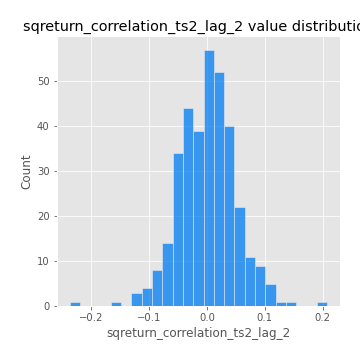 sqreturn_correlation_ts2_lag_2 value distributio
50
40
30
20
10
0
Count
−0.2 −0.1 0.0 0.1 0.2
sqreturn_correlation_ts2_lag_2